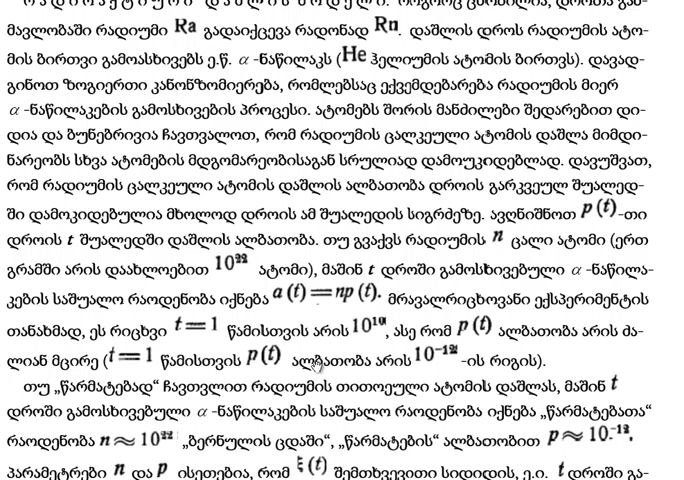 რ ა დ ი ო ა ქ ტ ი უ რ ი დ ა შ ლ ი ს მ ო დ ე ლ ი. როგორც ცნობილია, დროთა გან-
მავლობაში რადიუმი Ra გადაიქცევა რადონად Rn. დაშლის დროს რადიუმის ატო-
მის ბირთვი გამოასხივებს ე.წ. α -ნაწილაკს (He ჰელიუმის ატომის ბირთვს). დავად-
გინოთ ზოგიერთი კანონზომიერება, რომლებსაც ექვემდებარება რადიუმის მიერ
α -ნაწილაკების გამოსხივების პროცესი. ატომებს შორის მანძილები შედარებით დი-
დია და ბუნებრივია ჩავთვალოთ, რომ რადიუმის ცალკეული ატომის დაშლა მიმდი-
ნარეობს სხვა ატომების მდგომარეობისაგან სრულიად დამოუკიდებლად. დავუშვათ,
რომ რადიუმის ცალკეული ატომის დაშლის ალბათობა დროის გარკვეულ შუალედ-
ში დამოკიდებულია მხოლოდ დროის ამ შუალედის სიგრძეზე. ავღნიშნოთ p (t)-თი
დროის t შუალედში დაშლის ალბათობა. თუ გვაქვს რადიუმის n ცალი ატომი (ერთ
გრამში არის დაახლოებით 10²² ატომი), მაშინ t დროში გამოსხივებული α -ნაწილა-
კების საშუალო რაოდენობა იქნება a (t) = np (t). მრავალრიცხოვანი ექსპერიმენტის
თანახმად, ეს რიცხვი t = 1 წამისთვის არის 10¹⁰, ასე რომ p (t) ალბათობა არის ძა-
ლიან მცირე (t = 1 წამისთვის p (t) ალბათობა არის 10⁻¹² -ის რიგის).
თუ „წარმატებად“ ჩავთვლით რადიუმის თითოეული ატომის დაშლას, მაშინ t
დროში გამოსხივებული α -ნაწილაკების საშუალო რაოდენობა იქნება „წარმატებათა“
რაოდენობა n ≈ 10²² „ბერნულის ცდაში“, „წარმატების“ ალბათობით p ≈ 10⁻¹².
პარამეტრები n და p ისეთებია, რომ ξ (t) შემთხვევითი სიდიდის, ე.ი. t დროში გა-